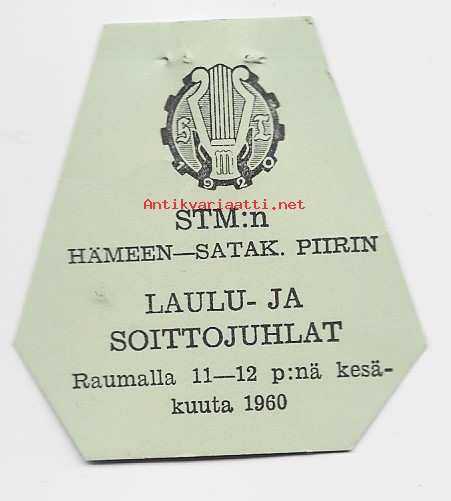 S L
1920
Antikvariaatti.net
STM:n
HÄMEEN—SATAK. PIIRIN
LAULU- JA
SOITTOJUHLAT
Raumalla 11—12 p:nä kesä-
kuuta 1960